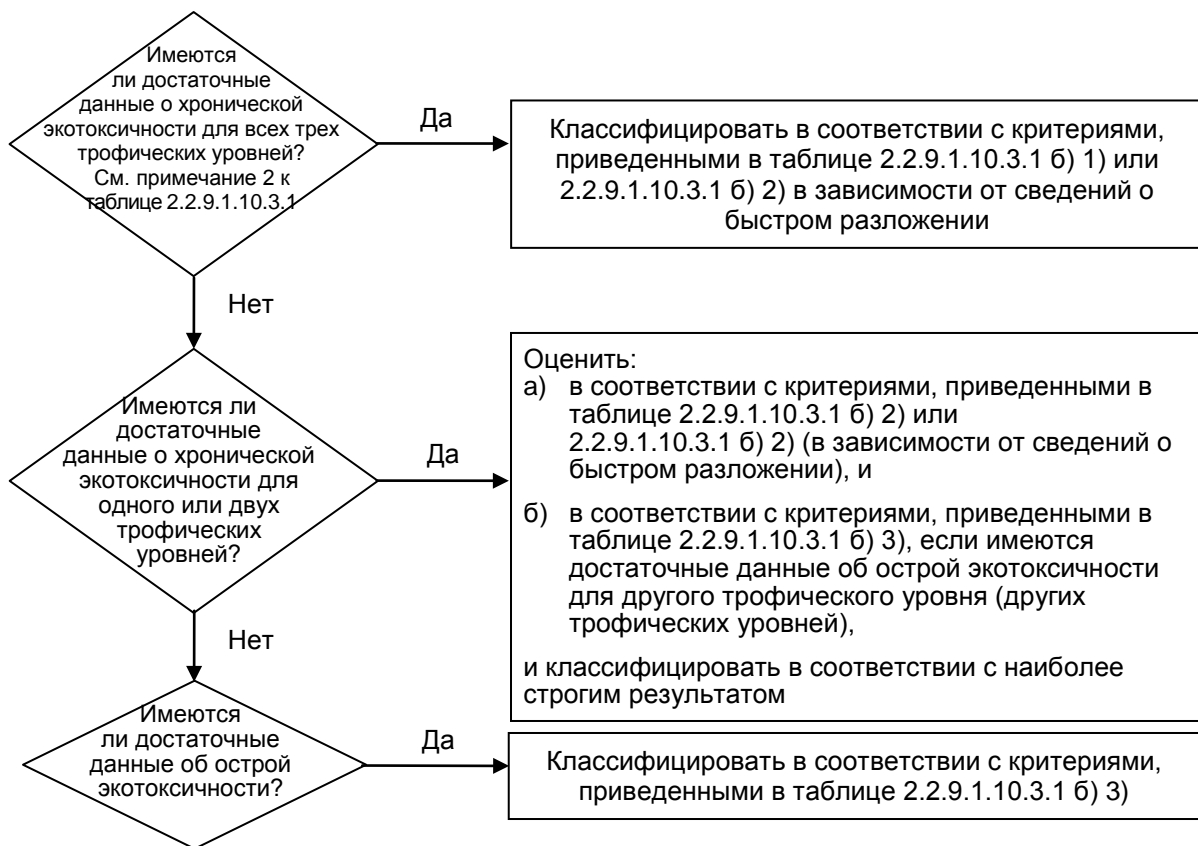 Имеются
ли достаточные
данные о хронической
экотоксичности для всех трех
трофических уровней?
См. примечание 2 к
таблице 2.2.9.1.10.3.1
Да
Классифицировать в соответствии с критериями,
приведенными в таблице 2.2.9.1.10.3.1 б) 1) или
2.2.9.1.10.3.1 б) 2) в зависимости от сведений о
быстром разложении
Нет
Имеются ли
достаточные
данные о хронической
экотоксичности для
одного или двух
трофических
уровней?
Да
Оценить:
а) в соответствии с критериями, приведенными в
таблице 2.2.9.1.10.3.1 б) 2) или
2.2.9.1.10.3.1 б) 2) (в зависимости от сведений о
быстром разложении), и
б) в соответствии с критериями, приведенными в
таблице 2.2.9.1.10.3.1 б) 3), если имеются
достаточные данные об острой экотоксичности
для другого трофического уровня (других
трофических уровней),
и классифицировать в соответствии с наиболее
строгим результатом
Нет
Имеются
ли достаточные
данные об острой
экотоксичности?
Да
Классифицировать в соответствии с критериями,
приведенными в таблице 2.2.9.1.10.3.1 б) 3)